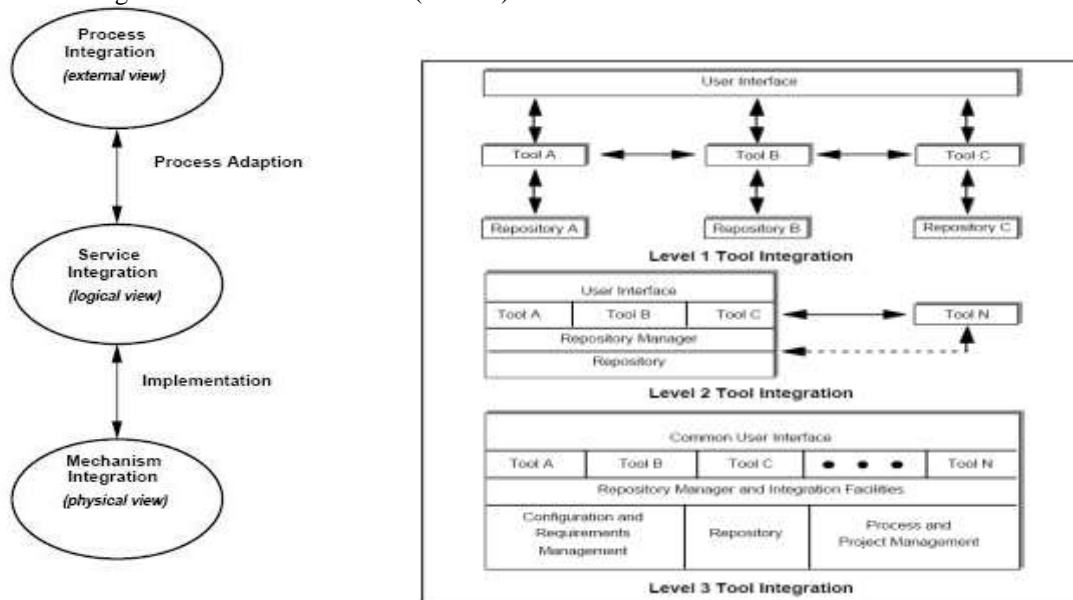 Process
Integration
(external view)
Process Adaption
Service
Integration
(logical view)
Implementation
Mechanism
Integration
(physical view)
User Interface
Tool A
Tool B
Tool C
Repository A
Repository B
Repository C
Level 1 Tool Integration
User Interface
Tool A
Tool B
Tool C
Tool N
Repository Manager
Repository
Level 2 Tool Integration
Common User Interface
Tool A
Tool B
Tool C
Tool N
Repository Manager and Integration Facilities
Configuration and
Requirements
Management
Repository
Process and
Project Management
Level 3 Tool Integration